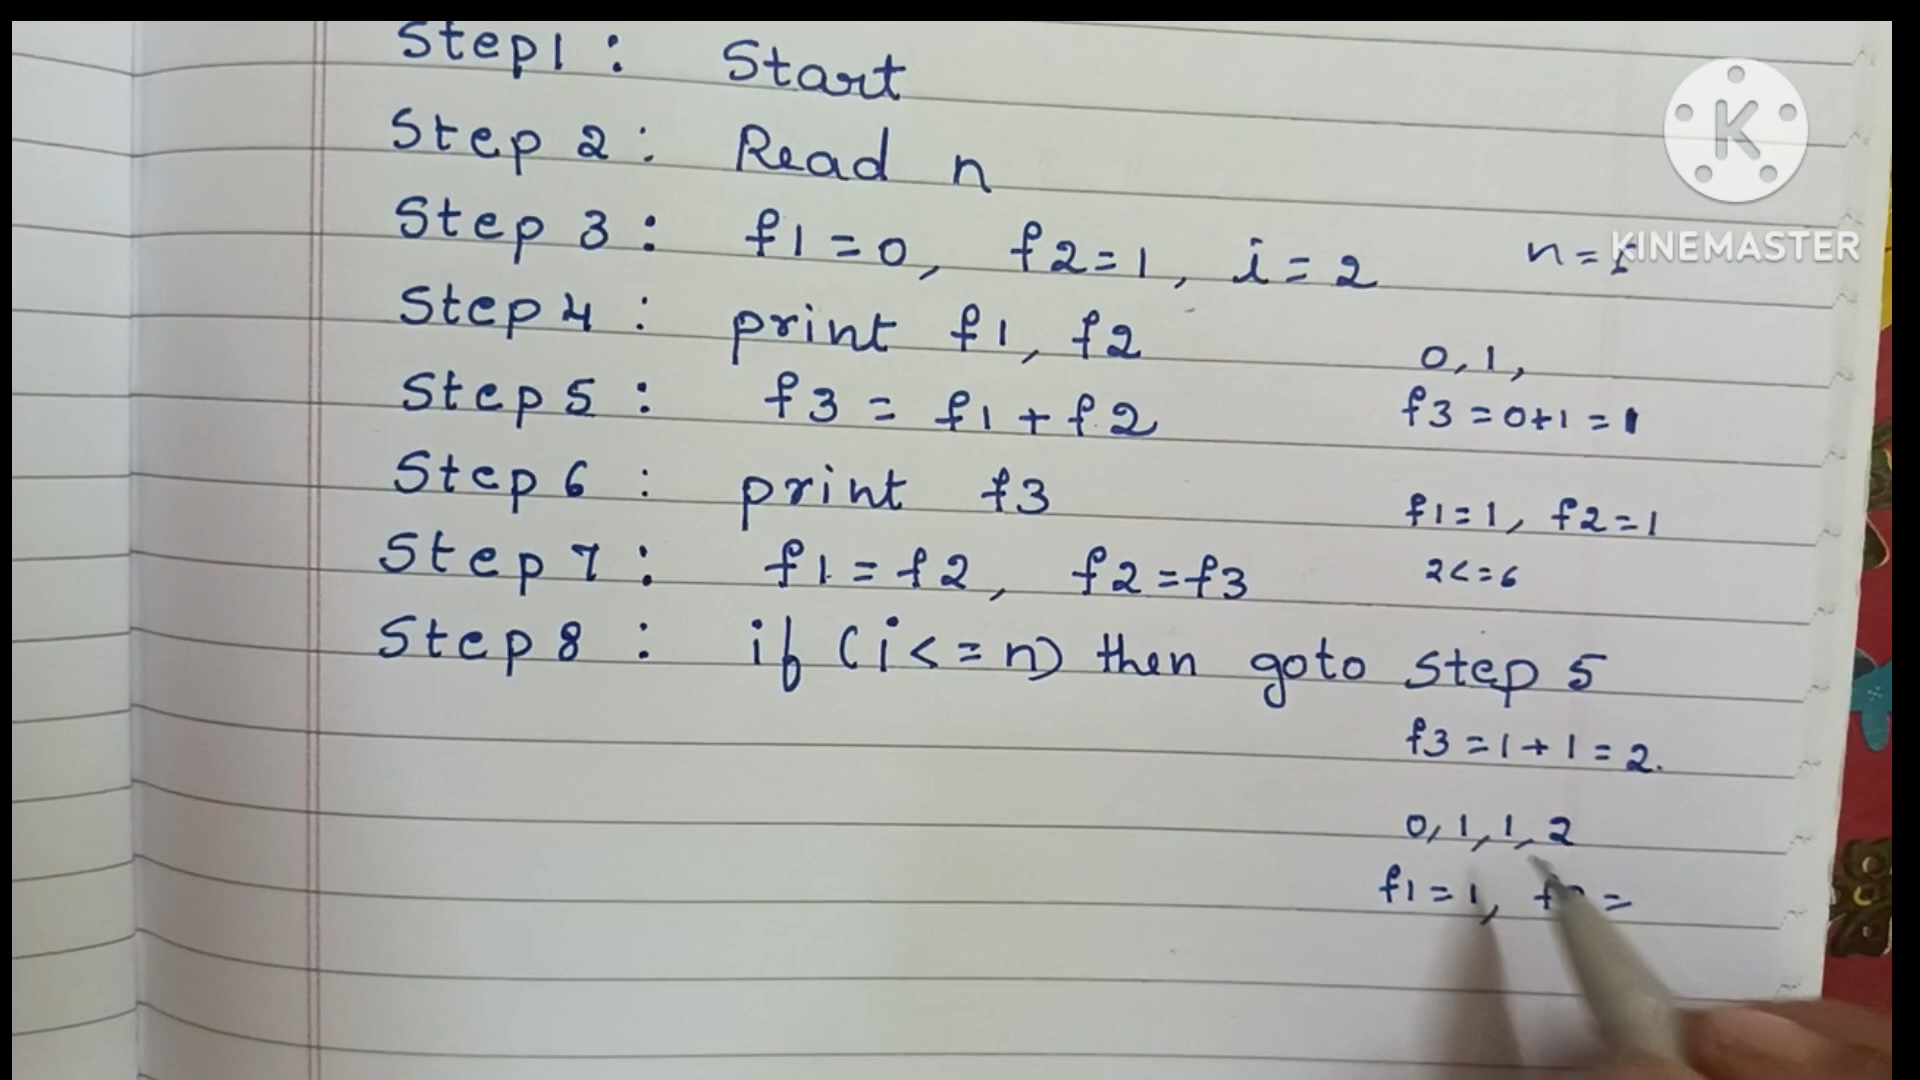 Step1 : Start
Step 2 : Read n
Step 3 : f1=0, f2=1, i=2
n=
KINEMASTER
Step 4 : print f1, f2
0, 1,
Step 5 : f3 = f1 + f2
f3 = 0+1 = 1
Step 6 : print f3
f1=1, f2=1
Step 7 : f1 = f2, f2=f3
2<=6
Step 8 : if (i<=n) then goto step 5
f3 = 1+1 = 2.
0, 1, 1, 2
f1=1, =